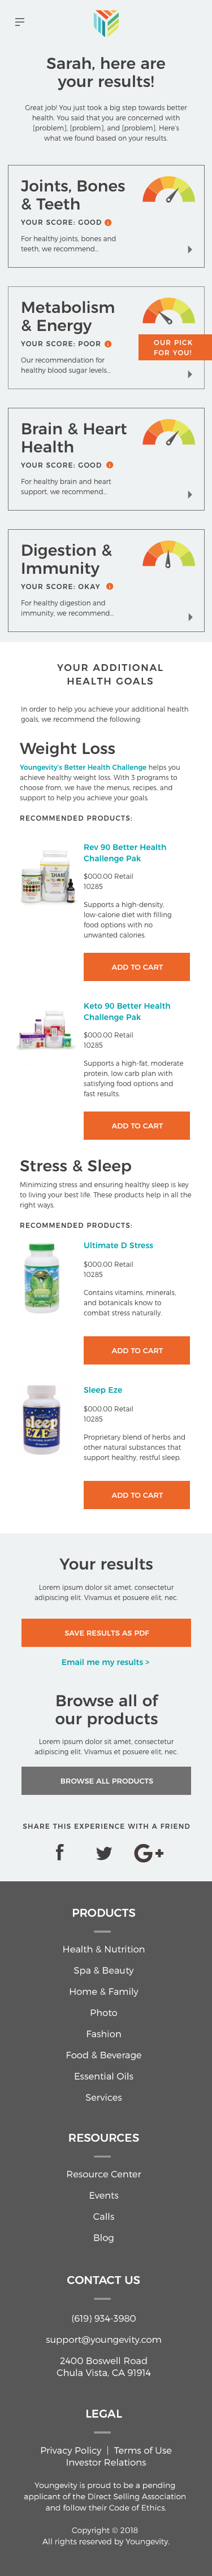 Sarah, here are
your results!
Great job! You just took a big step towards better
health. You said that you are concerned with
[problem], [problem], and [problem]. Here's
what we found based on your results.
Joints, Bones
& Teeth
YOUR SCORE: GOOD
For healthy joints, bones and
teeth, we recommend...
Metabolism
& Energy
YOUR SCORE: POOR
OUR PICK
FOR YOU!
Our recommendation for
healthy blood sugar levels...
Brain & Heart
Health
YOUR SCORE: GOOD
For healthy brain and heart
support, we recommend...
Digestion &
Immunity
YOUR SCORE: OKAY
For healthy digestion and
immunity, we recommend...
YOUR ADDITIONAL
HEALTH GOALS
In order to help you achieve your additional health
goals, we recommend the following:
Weight Loss
Youngevity's Better Health Challenge helps you
achieve healthy weight loss. With 3 programs to
choose from, we have the menus, recipes, and
support to help you achieve your goals.
RECOMMENDED PRODUCTS:
Rev 90 Better Health
Challenge Pak
$000.00 Retail
10285
Supports a high-density,
low-calorie diet with filling
food options with no
unwanted calories.
ADD TO CART
Keto 90 Better Health
Challenge Pak
$000.00 Retail
10285
Supports a high-fat, moderate
protein, low carb plan with
satisfying food options and
fast results.
ADD TO CART
Stress & Sleep
Minimizing stress and ensuring healthy sleep is key
to living your best life. These products help in all the
right ways.
RECOMMENDED PRODUCTS:
Ultimate D Stress
$000.00 Retail
10285
Contains vitamins, minerals,
and botanicals know to
combat stress naturally.
ADD TO CART
sleep
EZE
Sleep Eze
$000.00 Retail
10285
Proprietary blend of herbs and
other natural substances that
support healthy, restful sleep.
ADD TO CART
Your results
Lorem ipsum dolor sit amet, consectetur
adipiscing elit. Vivamus et posuere elit, nec.
SAVE RESULTS AS PDF
Email me my results >
Browse all of
our products
Lorem ipsum dolor sit amet, consectetur
adipiscing elit. Vivamus et posuere elit, nec.
BROWSE ALL PRODUCTS
SHARE THIS EXPERIENCE WITH A FRIEND
PRODUCTS
Health & Nutrition
Spa & Beauty
Home & Family
Photo
Fashion
Food & Beverage
Essential Oils
Services
RESOURCES
Resource Center
Events
Calls
Blog
CONTACT US
(619) 934-3980
support@youngevity.com
2400 Boswell Road
Chula Vista, CA 91914
LEGAL
Privacy Policy | Terms of Use
Investor Relations
Youngevity is proud to be a pending
applicant of the Direct Selling Association
and follow their Code of Ethics.
Copyright © 2018
All rights reserved by Youngevity.